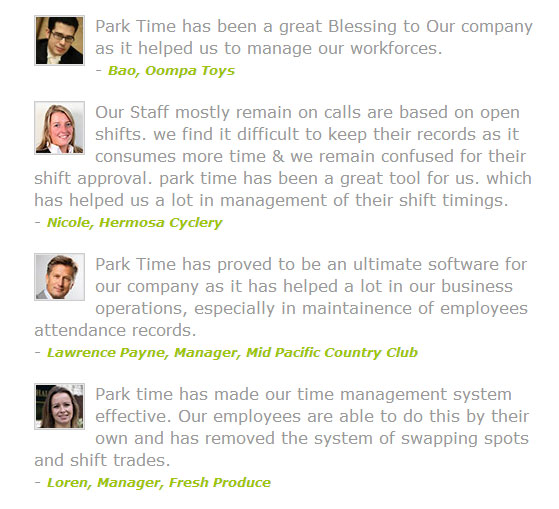 Park Time has been a great Blessing to Our company
as it helped us to manage our workforces.
- Bao, Oompa Toys
Our Staff mostly remain on calls are based on open
shifts. we find it difficult to keep their records as it
consumes more time & we remain confused for their
shift approval. park time has been a great tool for us. which
has helped us a lot in management of their shift timings.
- Nicole, Hermosa Cyclery
Park Time has proved to be an ultimate software for
our company as it has helped a lot in our business
operations, especially in maintainence of employees
attendance records.
- Lawrence Payne, Manager, Mid Pacific Country Club
Park time has made our time management system
effective. Our employees are able to do this by their
own and has removed the system of swapping spots
and shift trades.
- Loren, Manager, Fresh Produce